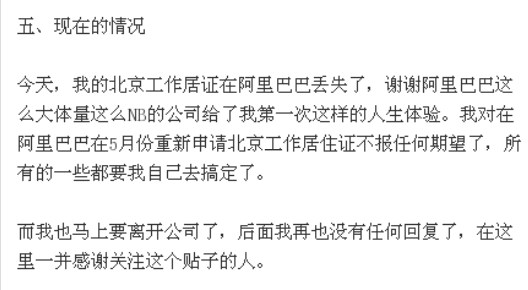 五、现在的情况
今天，我的北京工作居证在阿里巴巴丢失了，谢谢阿里巴巴这
么大体量这么NB的公司给了我第一次这样的人生体验。我对在
阿里巴巴在5月份重新申请北京工作居住证不报任何期望了，所
有的一些都要我自己去搞定了。
而我也马上要离开公司了，后面我再也没有任何回复了，在这
里一并感谢关注这个贴子的人。